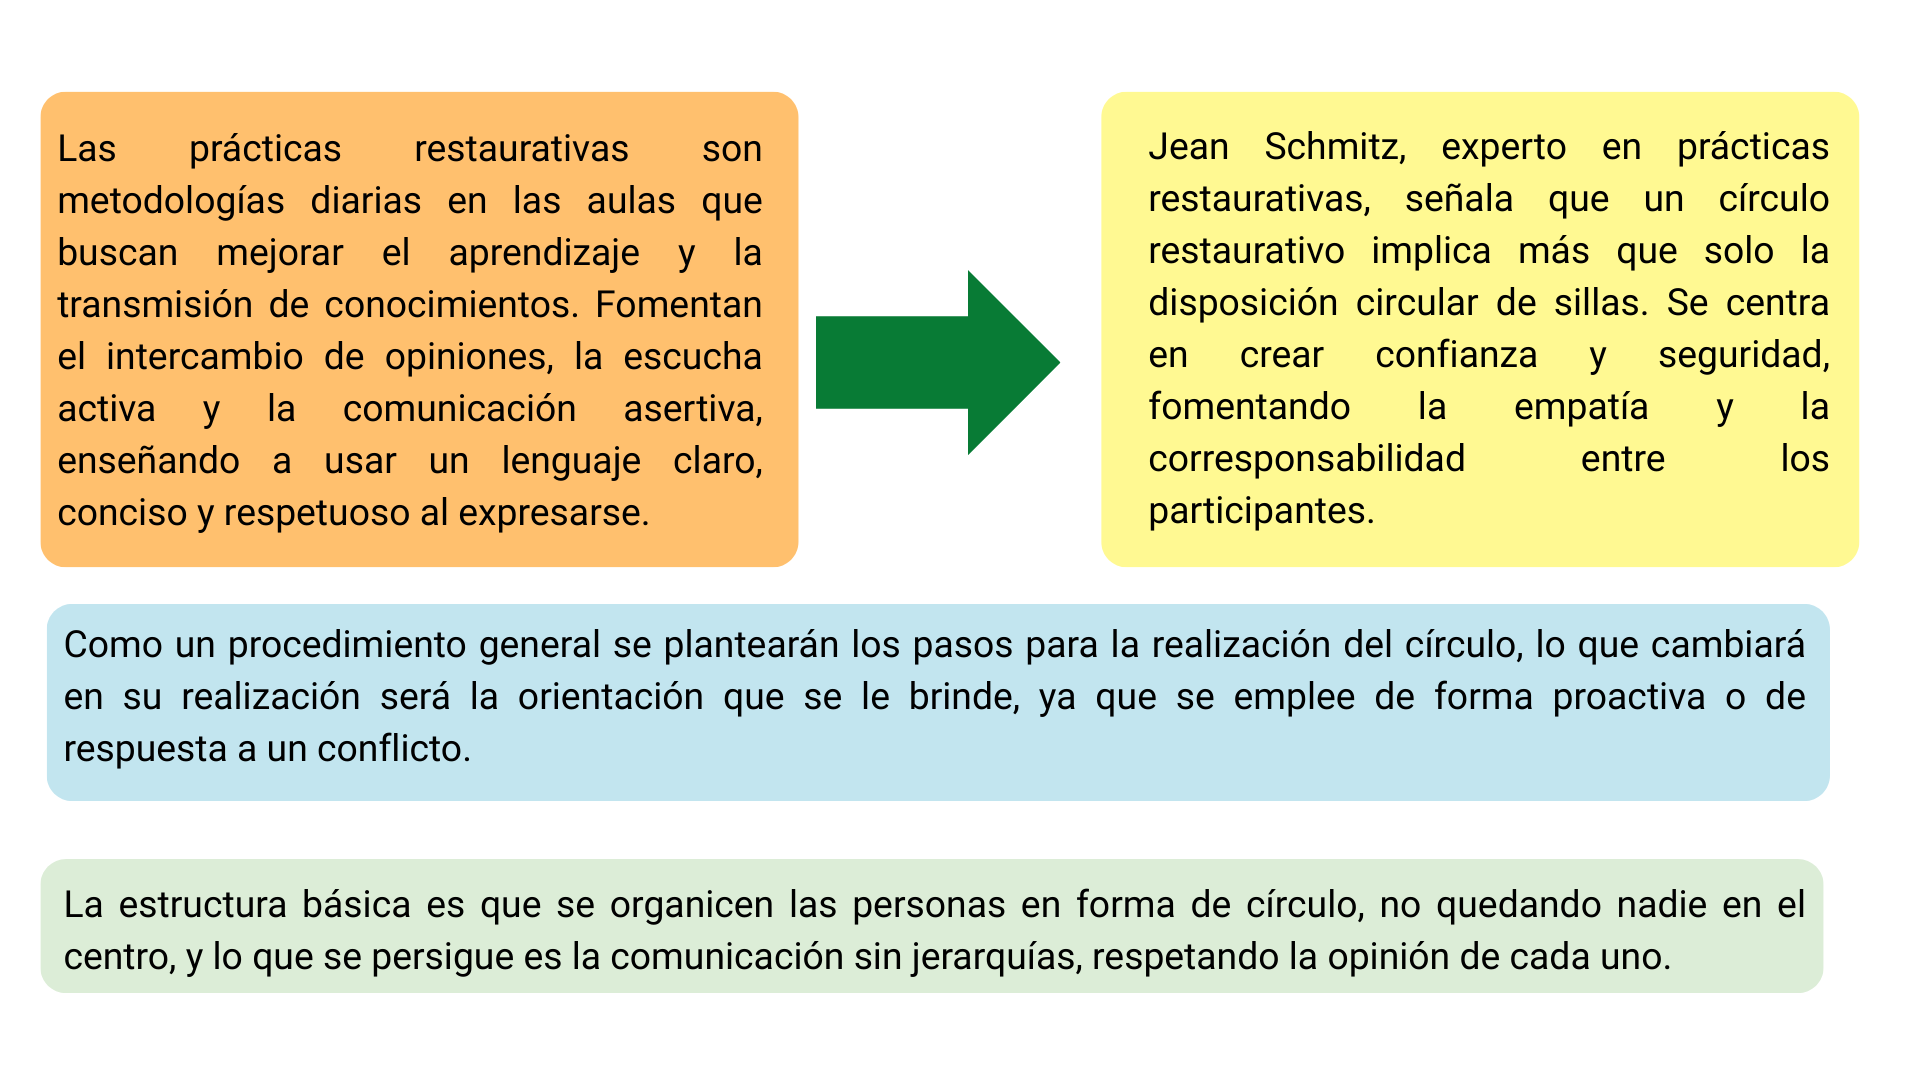 Las prácticas restaurativas son
metodologías diarias en las aulas que
buscan mejorar el aprendizaje y la
transmisión de conocimientos. Fomentan
el intercambio de opiniones, la escucha
activa y la comunicación asertiva,
enseñando a usar un lenguaje claro,
conciso y respetuoso al expresarse.
Jean Schmitz, experto en prácticas
restaurativas, señala que un círculo
restaurativo implica más que solo la
disposición circular de sillas. Se centra
en crear confianza y seguridad,
fomentando la empatía y la
corresponsabilidad entre los
participantes.
Como un procedimiento general se plantearán los pasos para la realización del círculo, lo que cambiará
en su realización será la orientación que se le brinde, ya que se emplee de forma proactiva o de
respuesta a un conflicto.
La estructura básica es que se organicen las personas en forma de círculo, no quedando nadie en el
centro, y lo que se persigue es la comunicación sin jerarquías, respetando la opinión de cada uno.